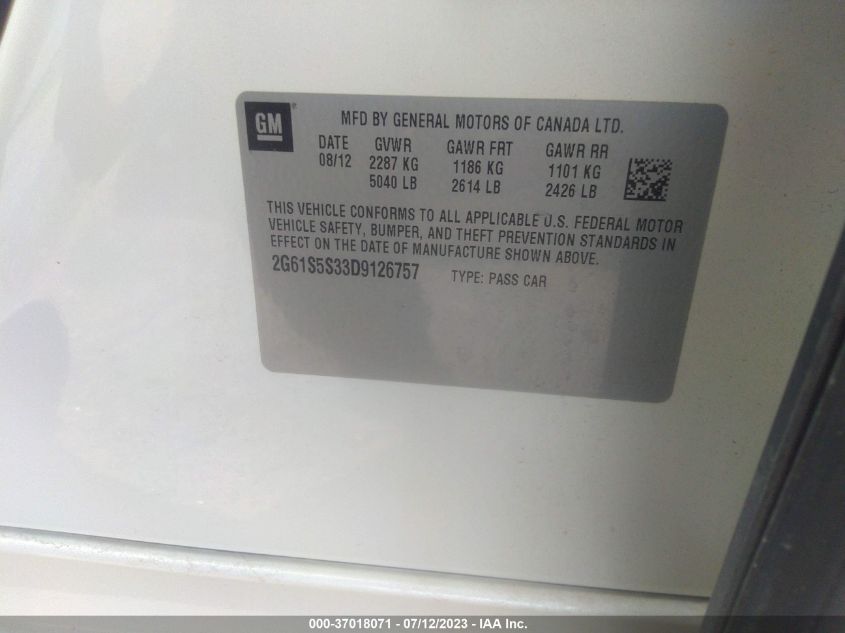 GM
MFD BY GENERAL MOTORS OF CANADA LTD.
DATE GVWR GAWR FRT GAWR RR
08/12 2287 KG 1186 KG 1101 KG
5040 LB 2614 LB 2426 LB
THIS VEHICLE CONFORMS TO ALL APPLICABLE U.S. FEDERAL MOTOR
VEHICLE SAFETY, BUMPER, AND THEFT PREVENTION STANDARDS IN
EFFECT ON THE DATE OF MANUFACTURE SHOWN ABOVE.
2G61S5S33D9126757 TYPE: PASS CAR
000-37018071 - 07/12/2023 - IAA Inc.